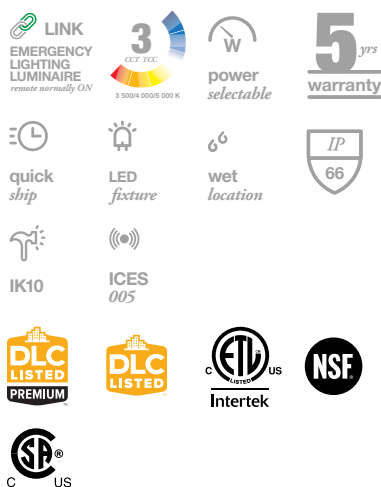 LINK
EMERGENCY
LIGHTING
LUMINAIRE
remote normally ON
3
CCT TCC
3 500/4 000/5 000 K
W
power
selectable
5 yrs
warranty
quick
ship
LED
fixture
wet
location
IP
66
IK10
ICES
005
DLC
LISTED
PREMIUM
DLC
LISTED
ETL
LISTED
C US
Intertek
NSF
SA ®
C US